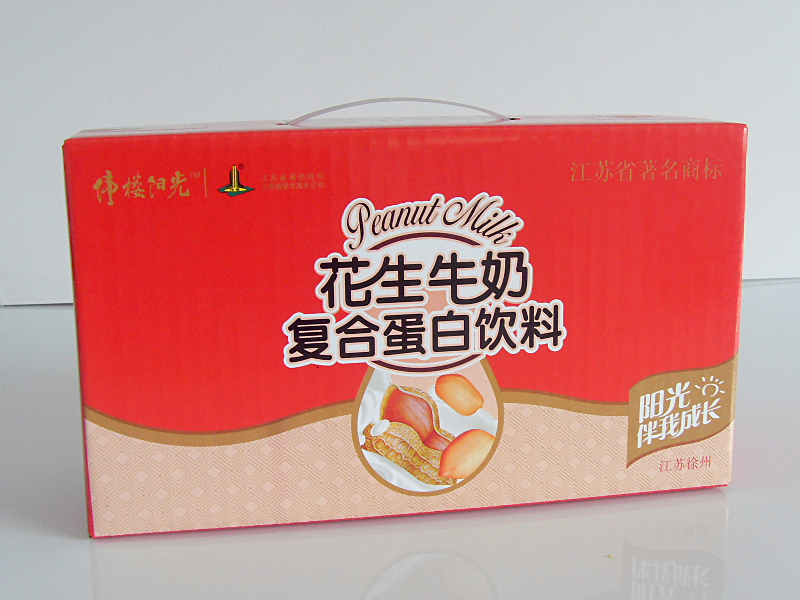 伟楼阳光™
江苏省著名商标
Peanut Milk
花生牛奶
复合蛋白饮料
阳光
伴我成长
江苏徐州